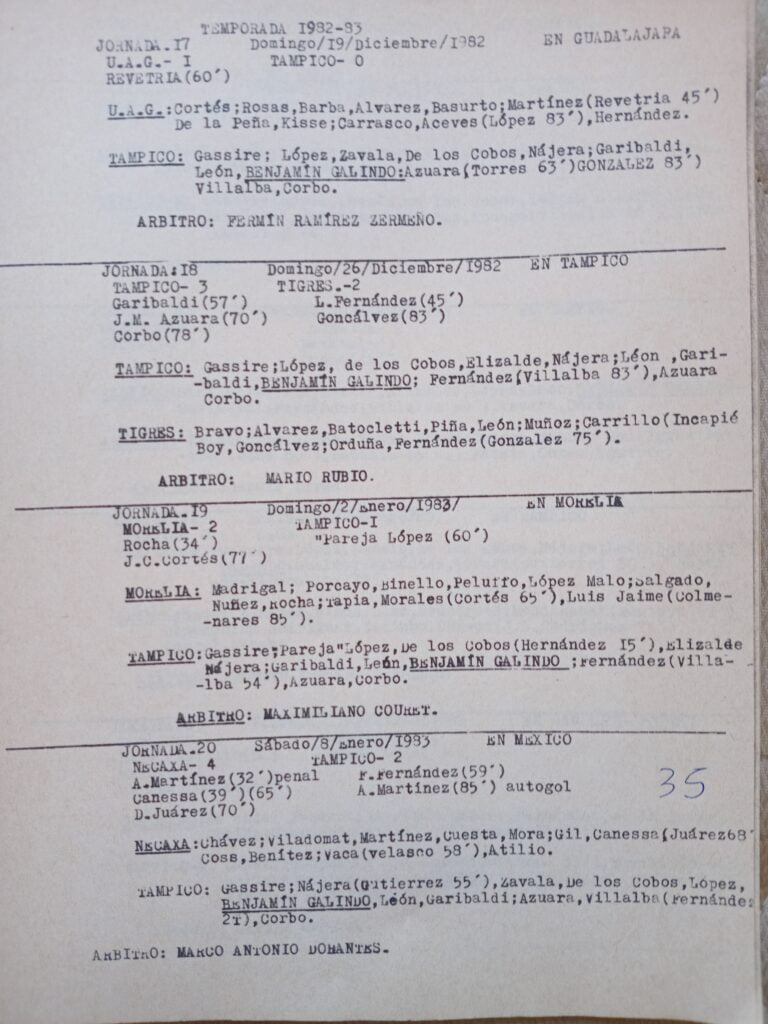 TEMPORADA 1982-83
JORNADA.17 Domingo/19/Diciembre/1982 EN GUADALAJARA
U.A.G.- I TAMPICO- 0
REVETRIA(60´)
U.A.G.:Cortés;Rosas,Barba,Alvarez,Basurto;Martínez(Revetria 45´)
De la Peña,Kisse;Carrasco,Aceves(López 83´),Hernández.
TAMPICO: Gassire; López,Zavala,De los Cobos,Nájera;Garibaldi,
León,BENJAMÍN GALINDO:Azuara(Torres 63´)GONZALEZ 83´)
Villalba,Corbo.
ARBITRO: FERMÍN RAMÍREZ ZERMEÑO.
JORNADA:18 Domingo/26/Diciembre/1982 EN TAMPICO
TAMPICO- 3 TIGRES.-2
Garibaldi(57´) L.Fernández(45´)
J.M. Azuara(70´) Goncálvez(83´)
Corbo(78´)
TAMPICO: Gassire;López, de los Cobos,Elizalde,Nájera;Léon ,Gari-
-baldi,BENJAMÍN GALINDO; Fernández(Villalba 83´),Azuara
Corbo.
TIGRES: Bravo;Alvarez,Batocletti,Piña,León;Muñoz;Carrillo(Incapié
Boy,Goncálvez;Orduña,Fernández(Gonzalez 75´).
ARBITRO: MARIO RUBIO.
JORNADA.I9 Domingo/2/Enero/1983/ EN MORELIA
MORELIA- 2 TAMPICO-I
Rocha(34´) "Pareja López (60´)
J.C.Cortés(77´)
MORELIA: Madrigal; Porcayo,Binello,Peluffo,López Malo;Salgado,
Nuñez,Rocha;Tapia,Morales(Cortés 65´),Luis Jaime(Colme-
-nares 85´).
TAMPICO:Gassire;Pareja"López,De los Cobos(Hernández I5´),Elizalde
Nájera;Garibaldi,León,BENJAMÍN GALINDO ;Fernández(Villa-
-lba 54´),Azuara,Corbo.
ARBITRO: MAXIMILIANO COURET.
JORNADA.20 Sábado/8/Enero/1983 EN MEXICO
NECAXA- 4 TAMPICO- 2
A.Martínez(32´)penal F.Fernández(59´)
Canessa(39´)(65´) A.Martínez(85´) autogol
D.Juárez(70´)
35
NECAXA:Chávez;Viladomat,Martínez,Cuesta,Mora;Gil,Canessa(Juárez68´
Coss,Benítez;Vaca(Velasco 58´),Atilio.
TAMPICO: Gassire;Nájera(Gutierrez 55´),Zavala,De los Cobos,López,
BENJAMÍN GALINDO,León,Garibaldi;Azuara,Villalba(Fernández
2T),Corbo.
ARBITRO: MARCO ANTONIO DORANTES.